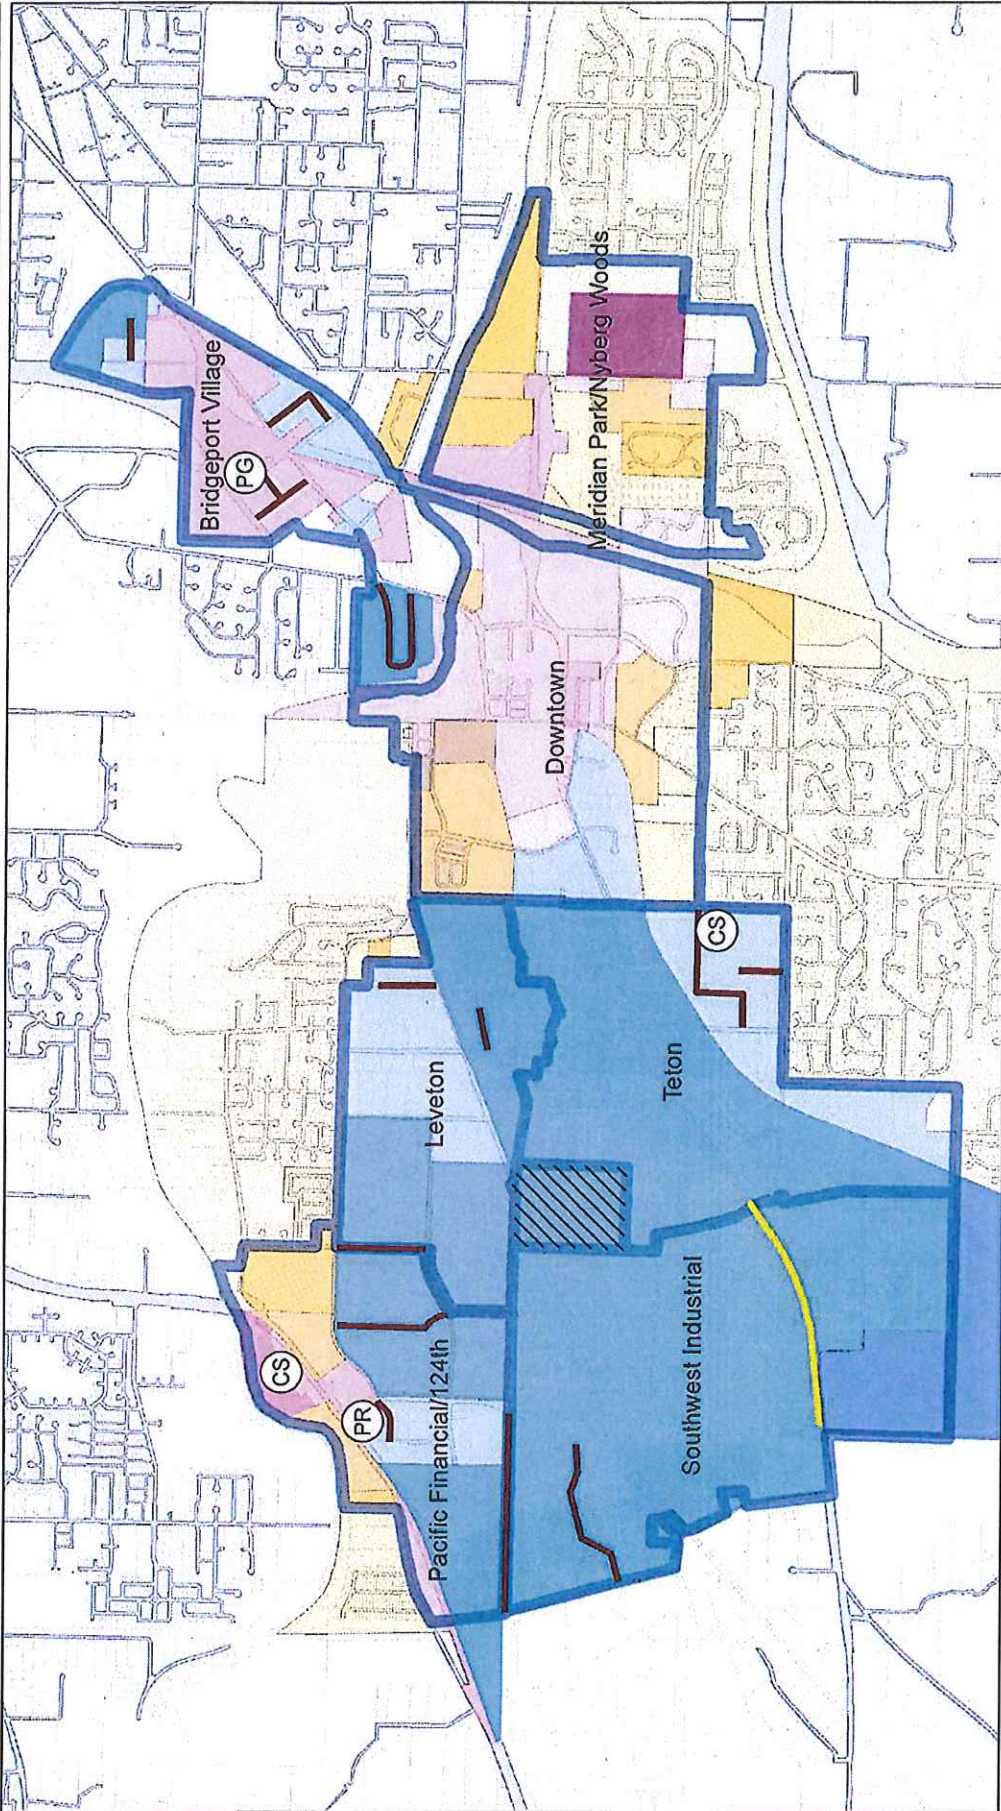 Bridgeport Village
PG
Meridian Park/Nyberg Woods
Downtown
CS
Leveton
Teton
CS
PR
Pacific Financial/124th
Southwest Industrial